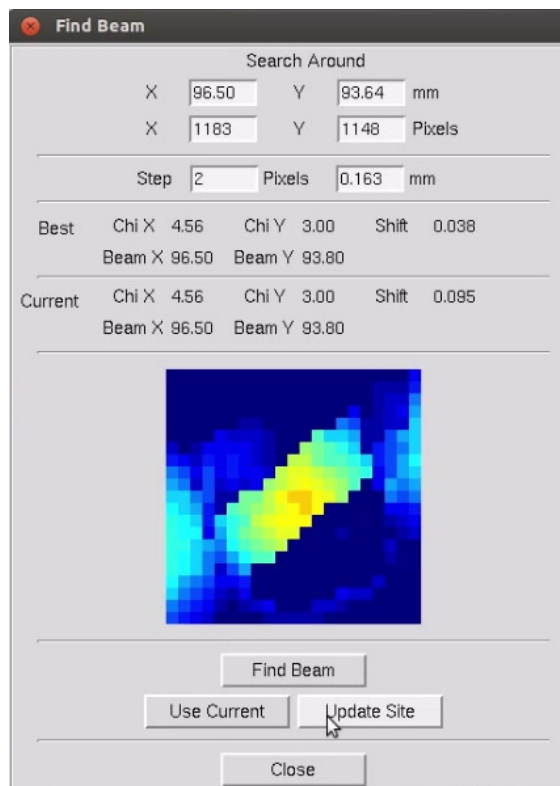 Find Beam
Search Around
X 96.50 Y 93.64 mm
X 1183 Y 1148 Pixels
Step 2 Pixels 0.163 mm
Best Chi X 4.56 Chi Y 3.00 Shift 0.038
Beam X 96.50 Beam Y 93.80
Current Chi X 4.56 Chi Y 3.00 Shift 0.095
Beam X 96.50 Beam Y 93.80
Find Beam
Use Current Update Site
Close